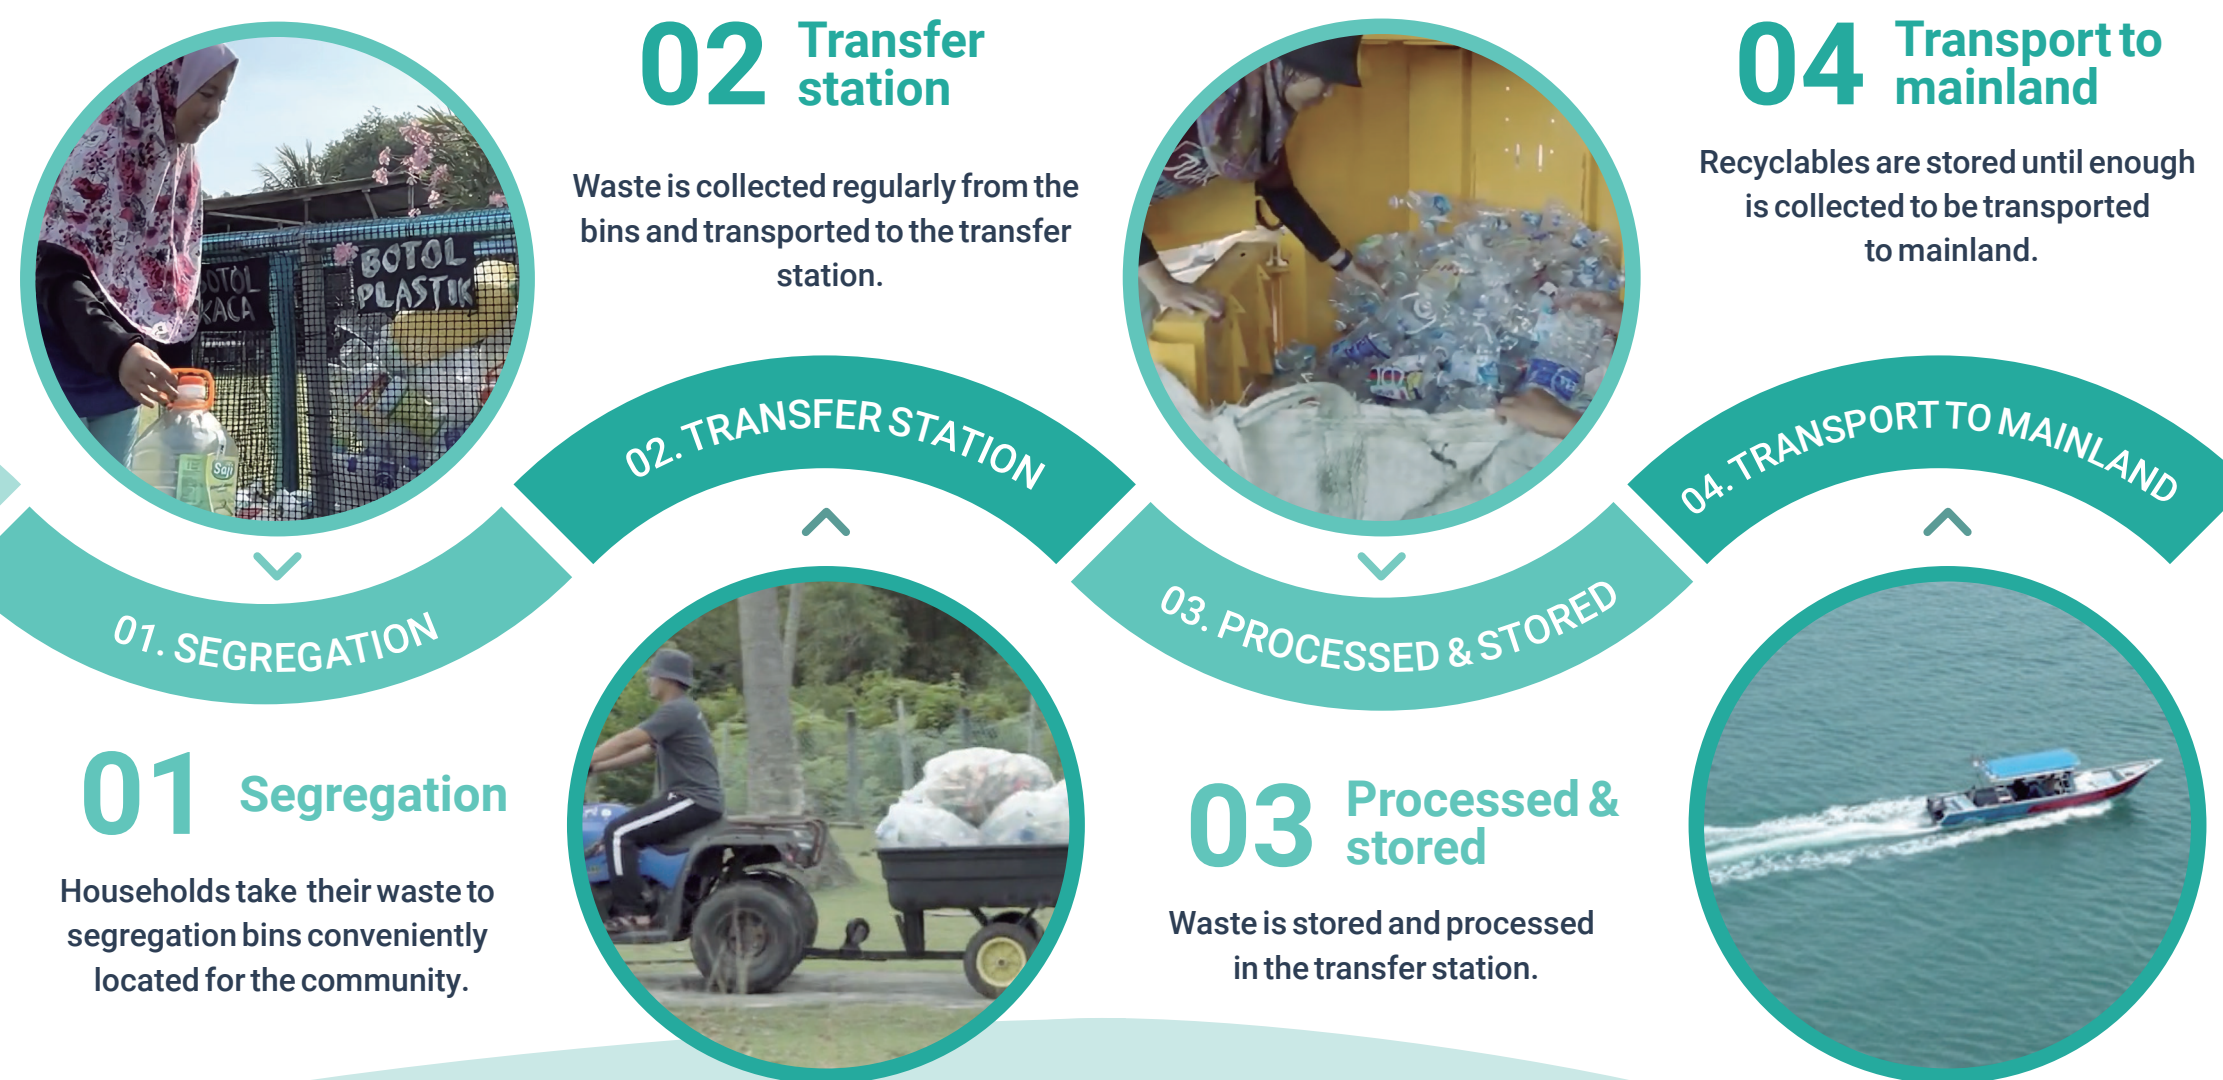 01. SEGREGATION
01 Segregation
Households take their waste to
segregation bins conveniently
located for the community.
BOTOL
KACA
BOTOL
PLASTIK
Saji
02 Transfer
station
Waste is collected regularly from the
bins and transported to the transfer
station.
02. TRANSFER STATION
03. PROCESSED & STORED
03 Processed &
stored
Waste is stored and processed
in the transfer station.
04 Transport to
mainland
Recyclables are stored until enough
is collected to be transported
to mainland.
04. TRANSPORT TO MAINLAND